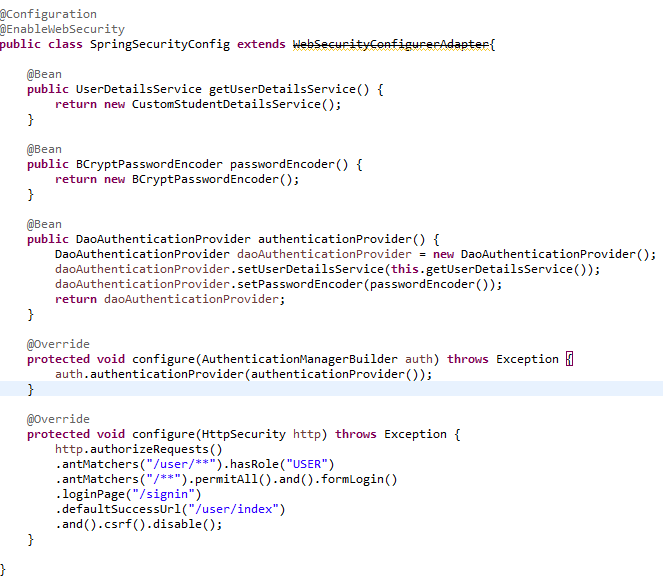 @Configuration
@EnableWebSecurity
public class SpringSecurityConfig extends WebSecurityConfigurerAdapter{
@Bean
public UserDetailsService getUserDetailsService() {
return new CustomStudentDetailsService();
}
@Bean
public BCryptPasswordEncoder passwordEncoder() {
return new BCryptPasswordEncoder();
}
@Bean
public DaoAuthenticationProvider authenticationProvider() {
DaoAuthenticationProvider daoAuthenticationProvider = new DaoAuthenticationProvider();
daoAuthenticationProvider.setUserDetailsService(this.getUserDetailsService());
daoAuthenticationProvider.setPasswordEncoder(passwordEncoder());
return daoAuthenticationProvider;
}
@Override
protected void configure(AuthenticationManagerBuilder auth) throws Exception {
auth.authenticationProvider(authenticationProvider());
}
@Override
protected void configure(HttpSecurity http) throws Exception {
http.authorizeRequests()
.antMatchers("/user/**").hasRole("USER")
.antMatchers("/**").permitAll().and().formLogin()
.loginPage("/signin")
.defaultSuccessUrl("/user/index")
.and().csrf().disable();
}
}